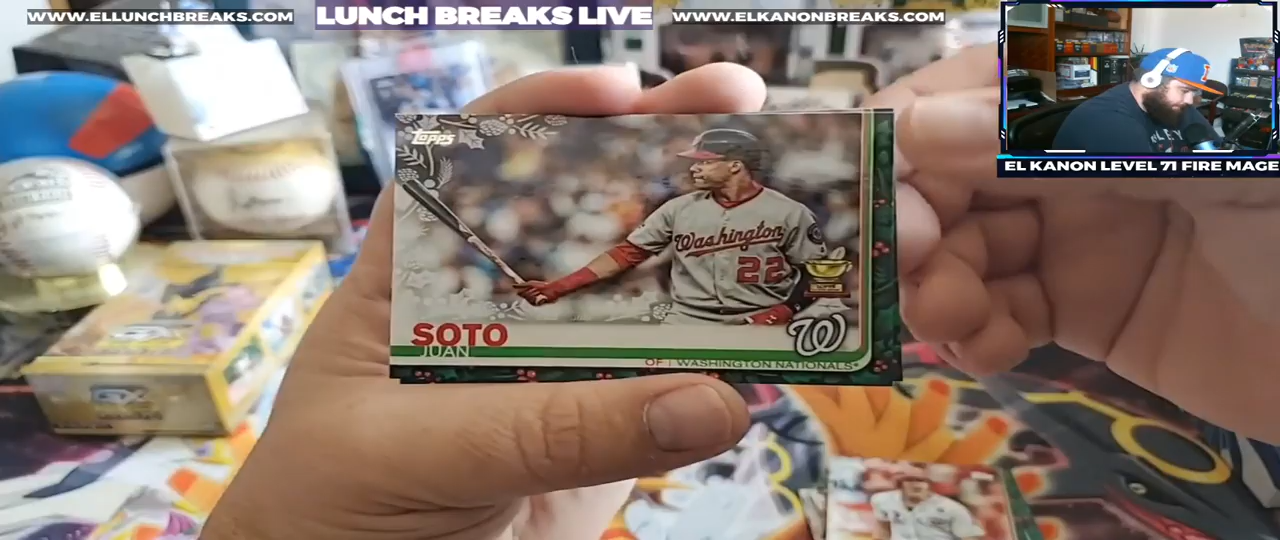 WWW.ELLUNCHBREAKS.COM
LUNCH BREAKS LIVE
WWW.ELKANONBREAKS.COM
EL KANON LEVEL 71 FIRE MAGE
Topps
Washington
22
SOTO
JUAN
W
OF | WASHINGTON NATIONALS